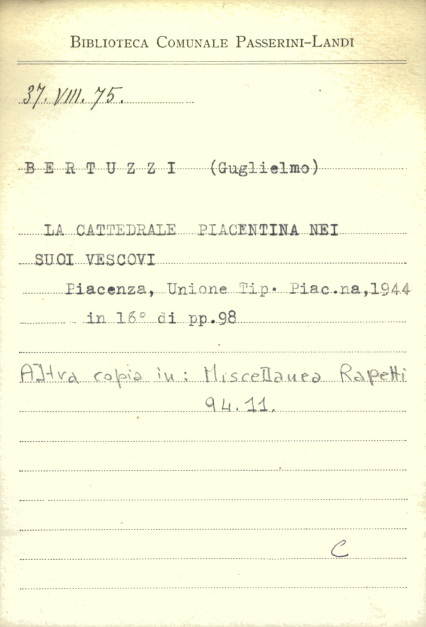 BIBLIOTECA COMUNALE PASSERINI-LANDI
37. VIII. 75.
BERTUZZI (Guglielmo)
LA CATTEDRALE PIACENTINA NEI
SUOI VESCOVI
Piacenza, Unione Tip. Piac.na,1944
in 16° di pp.98
Altra copia in: Miscellanea Rapetti
94.11.
C